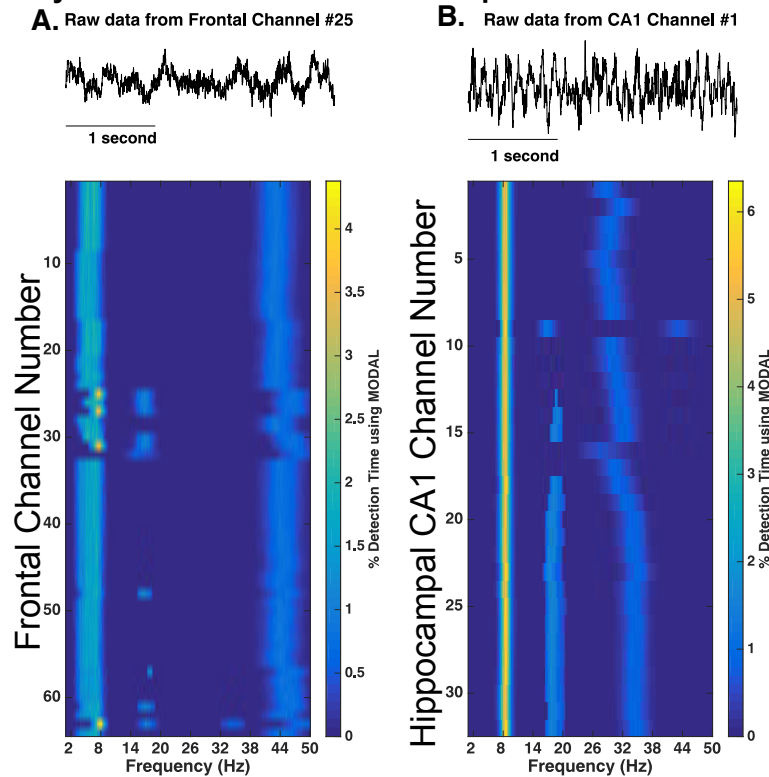 A. Raw data from Frontal Channel #25
1 second
Frontal Channel Number
10
20
30
40
50
60
2 8 14 20 26 32 38 44 50
Frequency (Hz)
4
3.5
3
2.5
2
1.5
1
0.5
0
% Detection Time using MODAL
B. Raw data from CA1 Channel #1
1 second
Hippocampal CA1 Channel Number
5
10
15
20
25
30
2 8 14 20 26 32 38 44 50
Frequency (Hz)
6
5
4
3
2
1
0
% Detection Time using MODAL